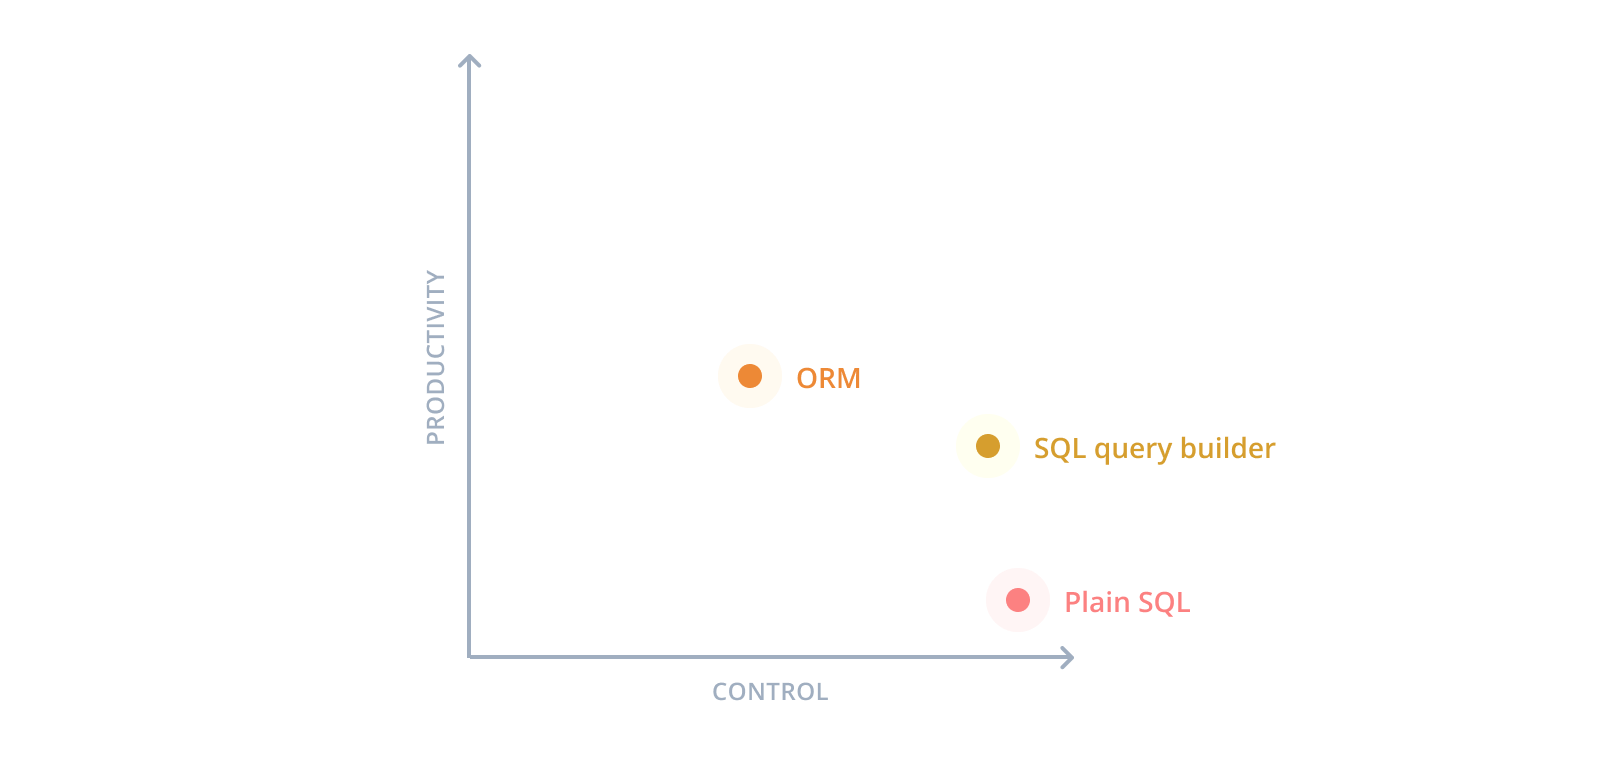 PRODUCTIVITY
ORM
SQL query builder
Plain SQL
CONTROL